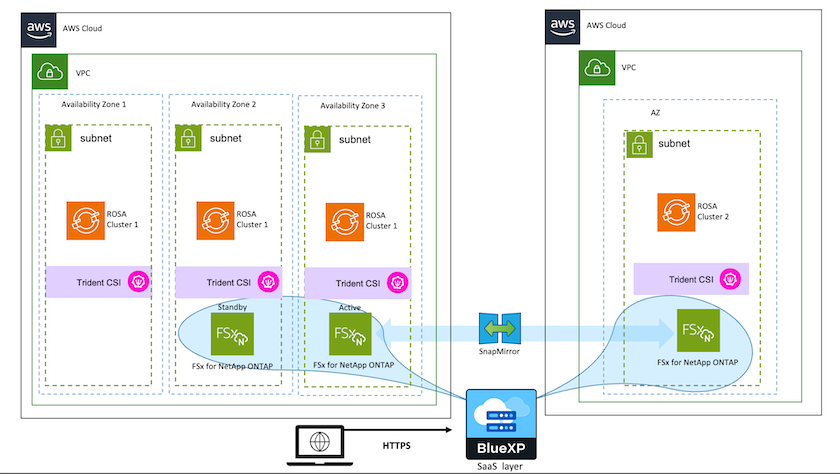 aws
AWS Cloud
VPC
Availability Zone 1
Availability Zone 2
Availability Zone 3
subnet
subnet
subnet
ROSA
Cluster 1
ROSA
Cluster 1
ROSA
Cluster 1
Trident CSI
Trident CSI
Trident CSI
Standby
Active
FSx
N
FSx
N
FSx for NetApp ONTAP
FSx for NetApp ONTAP
SnapMirror
aws
AWS Cloud
VPC
AZ
subnet
ROSA
Cluster 2
Trident CSI
FSx
N
FSx for NetApp ONTAP
HTTPS
BlueXP
SaaS layer